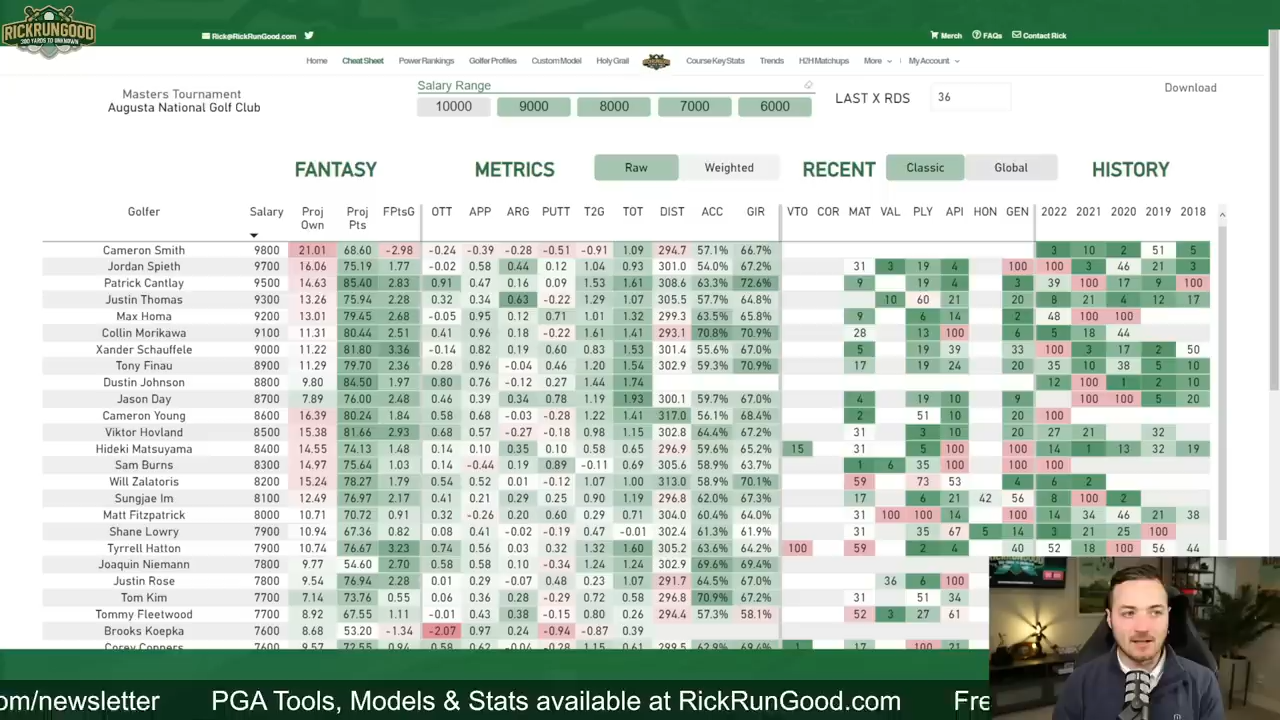 RICKRUNGOOD
300 YARDS TO UNKNOWN
Rick@RickRunGood.com
Merch FAQs Contact Rick
Home Cheat Sheet Power Rankings Golfer Profiles Custom Model Holy Grail Course Key Stats Trends H2H Matchups More My Account
Masters Tournament
Augusta National Golf Club
Salary Range
10000 9000 8000 7000 6000
LAST X RDS 36
Download
FANTASY METRICS Raw Weighted RECENT Classic Global HISTORY
Golfer Salary Proj Own Proj Pts FPtsG OTT APP ARG PUTT T2G TOT DIST ACC GIR VTO COR MAT VAL PLY API HON GEN 2022 2021 2020 2019 2018
Cameron Smith 9800 21.01 68.60 -2.98 -0.24 -0.39 -0.28 -0.51 -0.91 1.09 294.7 57.1% 66.7% 3 10 2 51 5
Jordan Spieth 9700 16.06 75.19 1.77 -0.02 0.58 0.44 0.12 1.04 0.93 301.0 54.0% 67.2% 31 3 19 4 100 100 3 46 21 3
Patrick Cantlay 9500 14.63 85.40 2.83 0.91 0.47 0.16 0.09 1.53 1.61 308.6 63.3% 72.6% 9 19 4 3 39 100 17 9 100
Justin Thomas 9300 13.26 75.94 2.28 0.32 0.34 0.63 -0.22 1.29 1.07 305.5 57.7% 64.8% 10 60 21 20 8 21 4 12 17
Max Homa 9200 13.01 79.45 2.68 -0.05 0.95 0.12 0.71 1.01 1.32 299.3 63.5% 65.8% 9 6 14 2 48 100 100
Collin Morikawa 9100 11.31 80.44 2.51 0.41 0.96 0.18 -0.22 1.61 1.41 293.1 70.8% 70.9% 28 13 100 6 5 18 44
Xander Schauffele 9000 11.22 81.80 3.36 -0.14 0.82 0.19 0.60 0.83 1.53 301.4 55.6% 67.0% 5 19 39 33 100 3 17 2 50
Tony Finau 8900 11.29 79.70 2.36 0.28 0.96 -0.04 0.46 1.20 1.54 302.9 59.3% 70.9% 17 19 24 20 35 10 38 5 10
Dustin Johnson 8800 9.80 84.50 1.97 0.80 0.76 -0.12 0.27 1.44 1.74 12 100 1 2 10
Jason Day 8700 7.89 76.00 2.48 0.46 0.39 0.34 0.78 1.19 1.93 300.1 59.7% 67.0% 4 19 10 9 100 100 5 20
Cameron Young 8600 16.39 80.24 1.84 0.58 0.68 -0.03 -0.28 1.22 1.41 317.0 56.1% 68.4% 2 51 10 20 100
Viktor Hovland 8500 15.38 81.66 2.93 0.68 0.57 -0.27 -0.18 0.98 1.15 302.8 64.4% 67.2% 31 3 10 20 27 21 32
Hideki Matsuyama 8400 14.55 74.13 1.48 0.14 0.10 0.35 0.10 0.58 0.65 296.9 59.6% 65.2% 15 31 5 100 100 14 1 13 32 19
Sam Burns 8300 14.97 75.64 1.03 0.14 -0.44 0.19 0.89 -0.11 0.69 305.6 58.9% 63.7% 1 6 35 100 100 100
Will Zalatoris 8200 15.24 78.27 1.79 0.54 0.52 0.01 -0.12 1.07 1.00 313.0 58.9% 70.1% 59 73 53 4 6 2
Sungjae Im 8100 12.49 76.97 2.17 0.41 0.21 0.29 0.25 0.90 1.19 296.8 62.0% 67.3% 17 6 21 42 56 8 100 2
Matt Fitzpatrick 8000 10.71 70.72 0.91 0.32 -0.26 0.20 0.60 0.29 0.71 301.0 60.4% 64.0% 31 100 100 14 100 14 34 46 21 38
Shane Lowry 7900 10.94 67.36 0.82 0.08 0.41 -0.02 -0.19 0.47 -0.01 302.4 61.3% 61.9% 31 35 67 5 14 3 21 25 100
Tyrrell Hatton 7900 10.74 76.67 3.23 0.74 0.56 0.03 0.32 1.32 1.60 305.2 63.6% 64.2% 100 59 2 4 40 52 18 100 56 44
Joaquin Niemann 7800 9.77 54.60 2.70 0.58 0.58 0.10 -0.34 1.24 1.24 302.9 69.6% 69.4%
Justin Rose 7800 9.54 76.94 2.28 0.01 0.29 -0.07 0.48 0.23 1.07 291.7 64.5% 67.0% 36 6 100
Tom Kim 7700 7.14 73.76 0.55 0.06 0.36 0.28 -0.29 0.72 0.58 296.8 70.9% 67.2% 31 51 34
Tommy Fleetwood 7700 8.92 67.55 1.11 -0.01 0.43 0.38 -0.15 0.80 0.26 294.4 57.3% 58.1% 52 3 27 61
Brooks Koepka 7600 8.68 53.20 -1.34 -2.07 0.97 0.24 -0.94 -0.87 0.39
Corey Conners 7600 9.57 72.55 0.94 0.58 0.62 -0.04 -0.28 1.15 0.61 299.5 62.9% 69.4% 1 17 100 21
om/newsletter PGA Tools, Models & Stats available at RickRunGood.com Fre